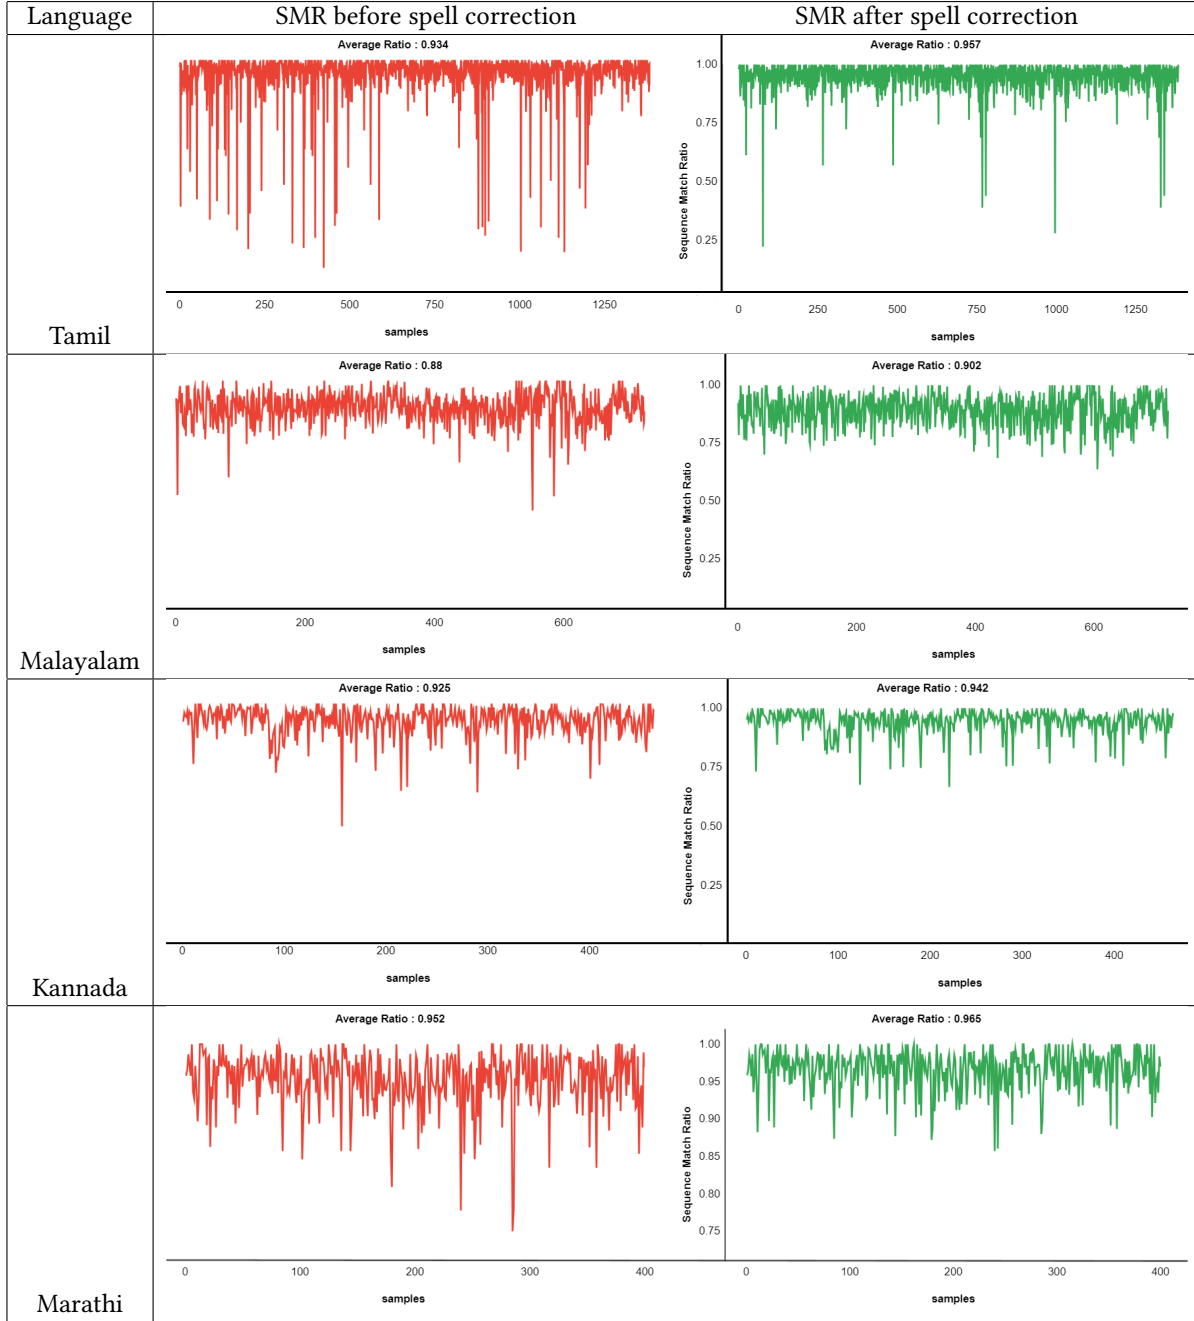 Language SMR before spell correction SMR after spell correction
Average Ratio : 0.934
Average Ratio : 0.957
1.00
0.75
0.50
0.25
Sequence Match Ratio
0 250 500 750 1000 1250
0 250 500 750 1000 1250
samples
samples
Tamil
Average Ratio : 0.88
Average Ratio : 0.902
1.00
0.75
0.50
0.25
Sequence Match Ratio
0 200 400 600
0 200 400 600
samples
samples
Malayalam
Average Ratio : 0.925
Average Ratio : 0.942
1.00
0.75
0.50
0.25
Sequence Match Ratio
0 100 200 300 400
0 100 200 300 400
samples
samples
Kannada
Average Ratio : 0.952
Average Ratio : 0.965
1.00
0.95
0.90
0.85
0.80
0.75
Sequence Match Ratio
0 100 200 300 400
0 100 200 300 400
samples
samples
Marathi